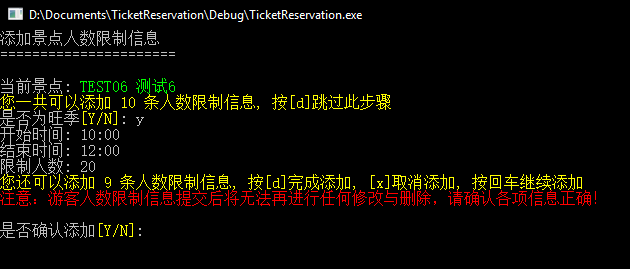 D:\Documents\TicketReservation\Debug\TicketReservation.exe
添加景点人数限制信息
======================
当前景点: TEST06 测试6
您一共可以添加 10 条人数限制信息, 按[d]跳过此步骤
是否为旺季[Y/N]: y
开始时间: 10:00
结束时间: 12:00
限制人数: 20
您还可以添加 9 条人数限制信息, 按[d]完成添加, [x]取消添加, 按回车继续添加
注意: 游客人数限制信息提交后将无法再进行任何修改与删除, 请确认各项信息正确!
是否确认添加[Y/N]: